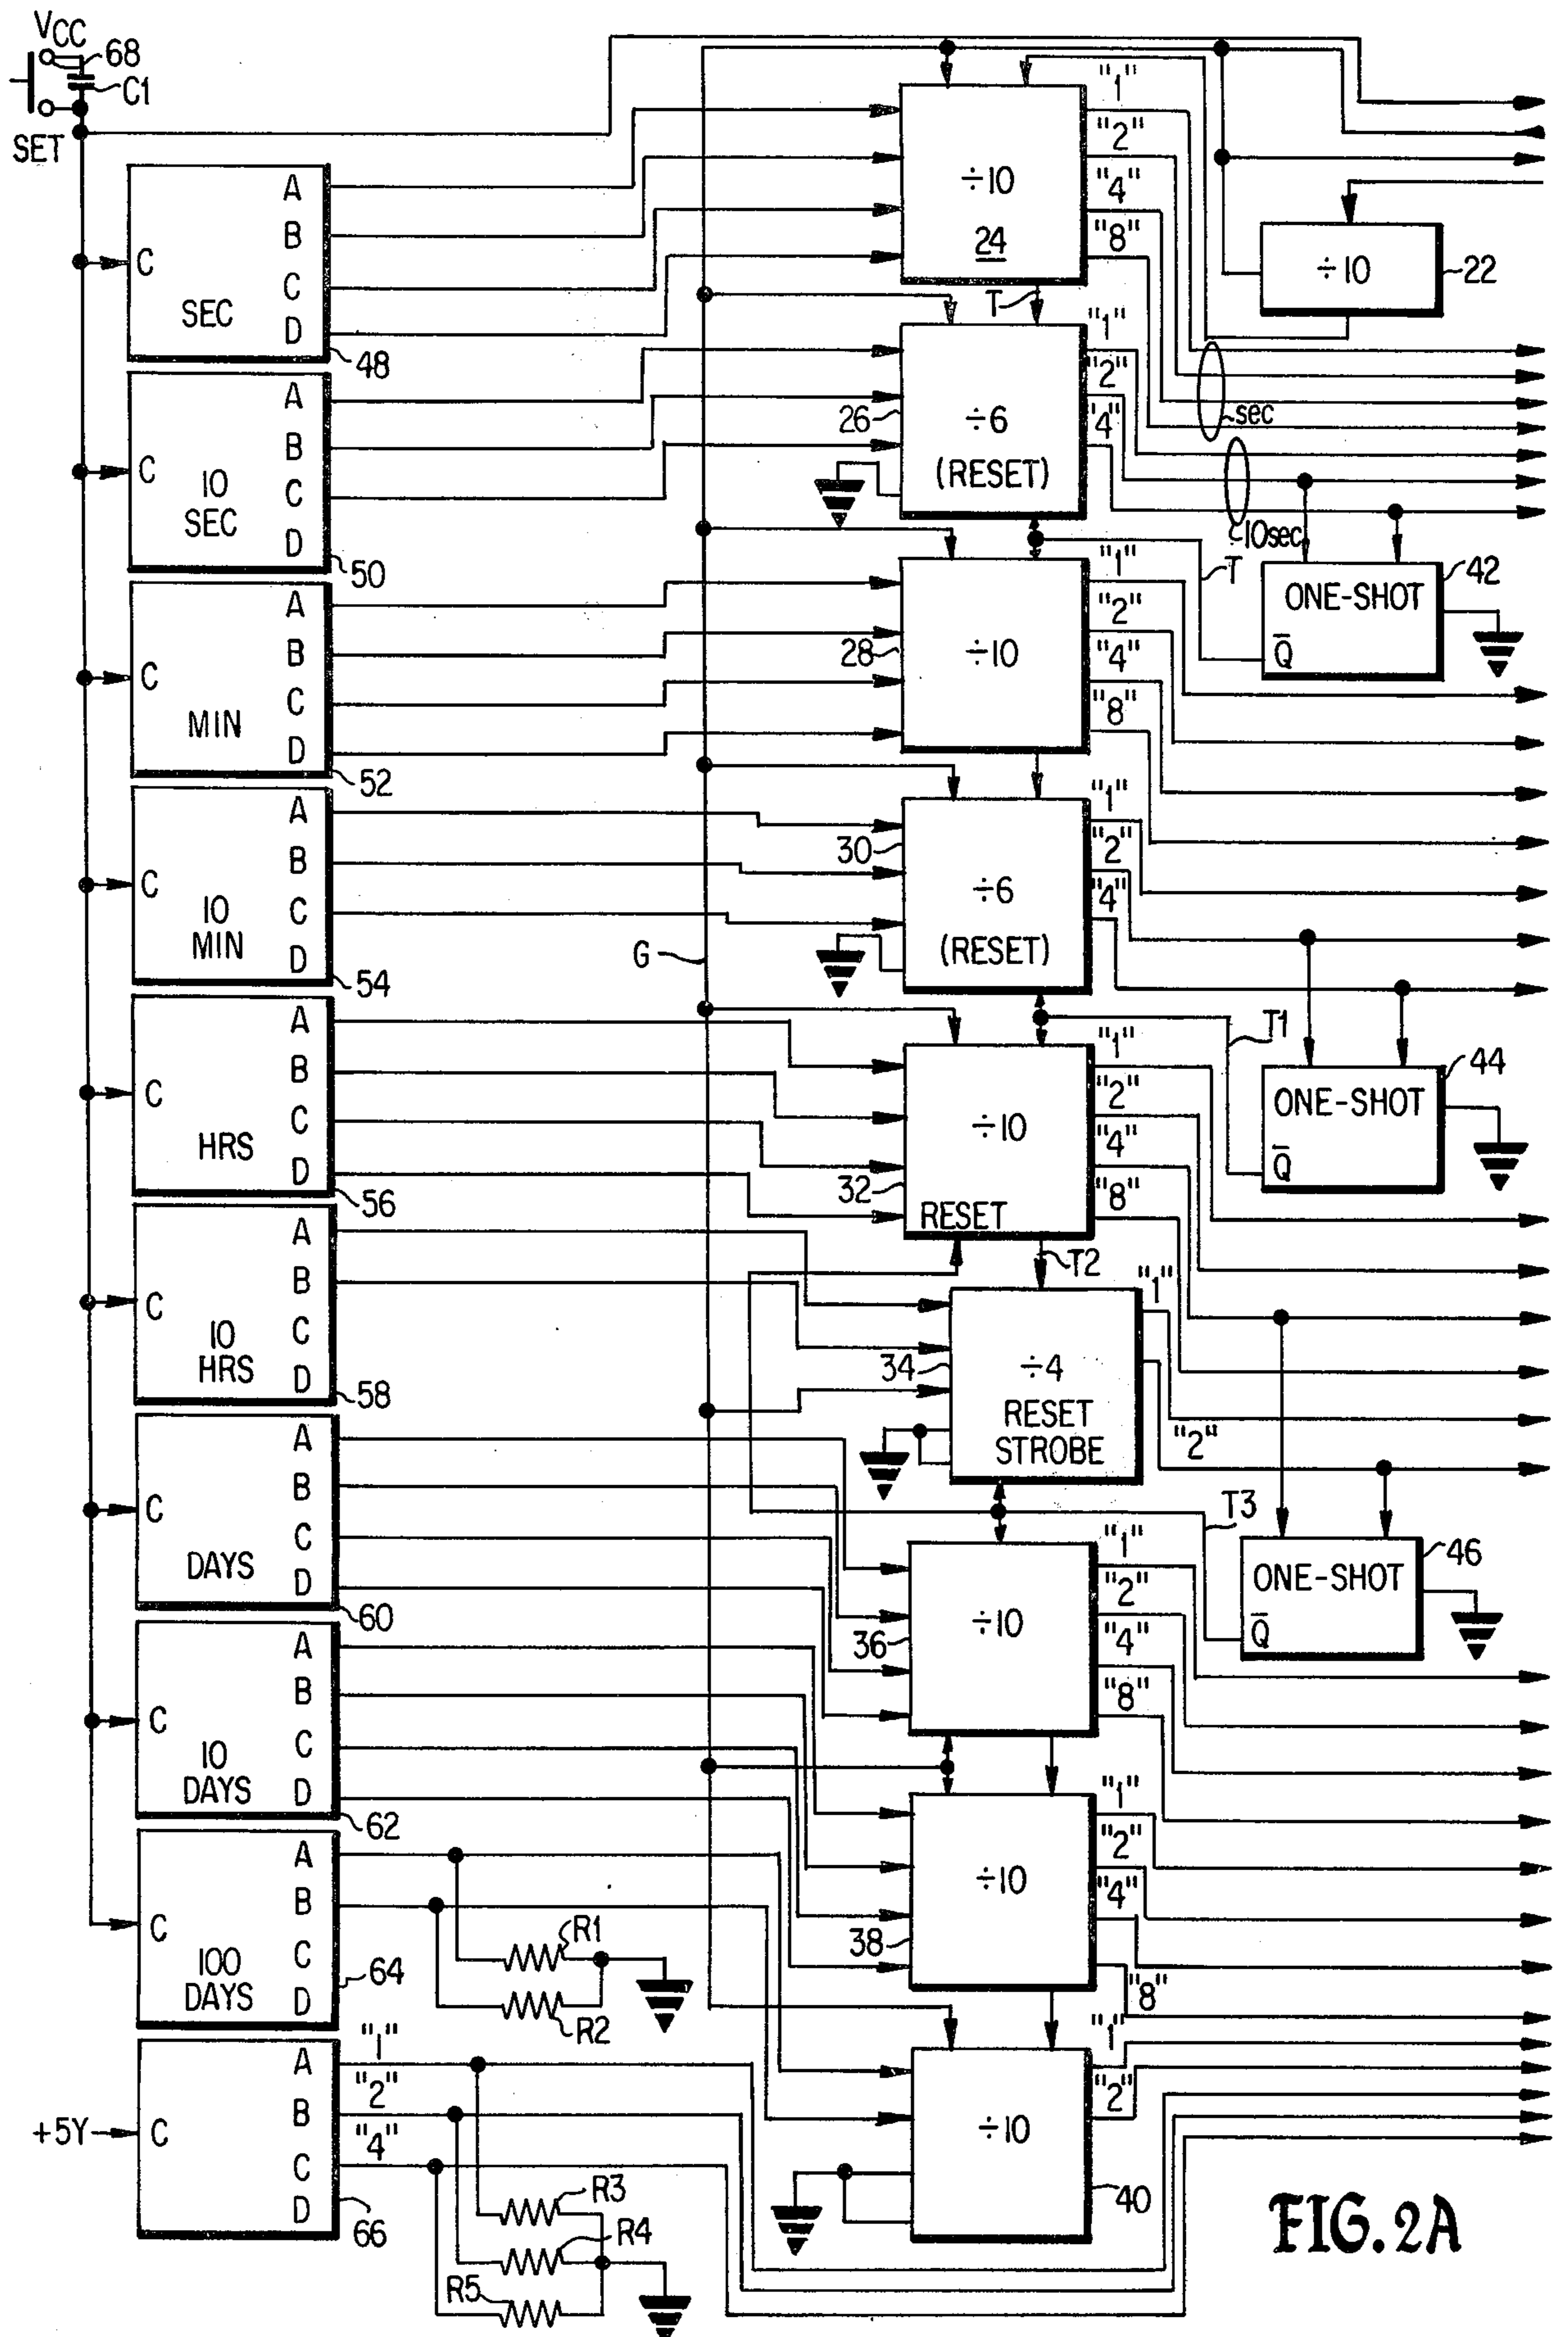 VCC
68
C1
SET
A
B
C
C
D
SEC
48
A
B
C
C
D
10
SEC
50
A
B
C
C
D
MIN
52
A
B
C
C
D
10
MIN
54
A
B
C
C
D
HRS
56
A
B
C
C
D
10
HRS
58
A
B
C
C
D
DAYS
60
A
B
C
C
D
10
DAYS
62
A
B
C
C
D
100
DAYS
64
R1
R2
+5Y
A
B
C
C
D
66
"1"
"2"
"4"
R3
R4
R5
G
÷10
24
"1"
"2"
"4"
"8"
T
÷10
22
sec
26
÷6
(RESET)
"1"
"2"
"4"
10sec
T
ONE-SHOT
Q̅
42
28
÷10
"1"
"2"
"4"
"8"
30
÷6
(RESET)
"1"
"2"
"4"
T1
ONE-SHOT
Q̅
44
÷10
32
RESET
"1"
"2"
"4"
"8"
T2
34
÷4
RESET
STROBE
"1"
"2"
T3
ONE-SHOT
Q̅
46
36
÷10
"1"
"2"
"4"
"8"
38
÷10
"1"
"2"
"4"
"8"
÷10
40
"1"
"2"
FIG. 2A